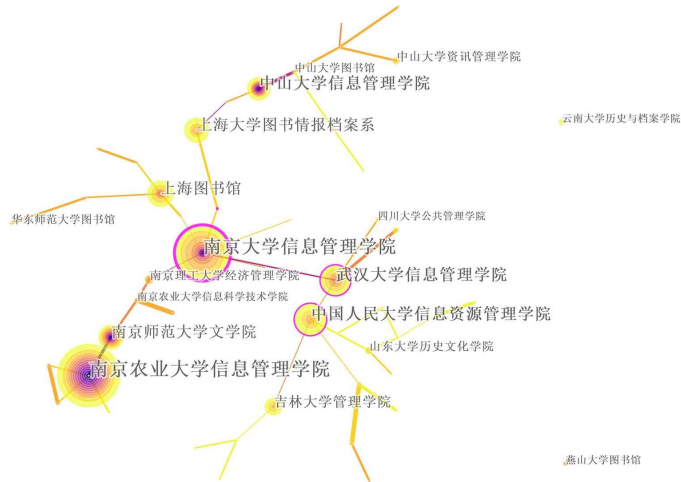 中山大学资讯管理学院
中山大学图书馆
中山大学信息管理学院
云南大学历史与档案学院
上海大学图书情报档案系
上海图书馆
华东师范大学图书馆
四川大学公共管理学院
南京大学信息管理学院
南京理工大学经济管理学院
武汉大学信息管理学院
南京农业大学信息科学技术学院
中国人民大学信息资源管理学院
南京师范大学文学院
山东大学历史文化学院
南京农业大学信息管理学院
吉林大学管理学院
燕山大学图书馆